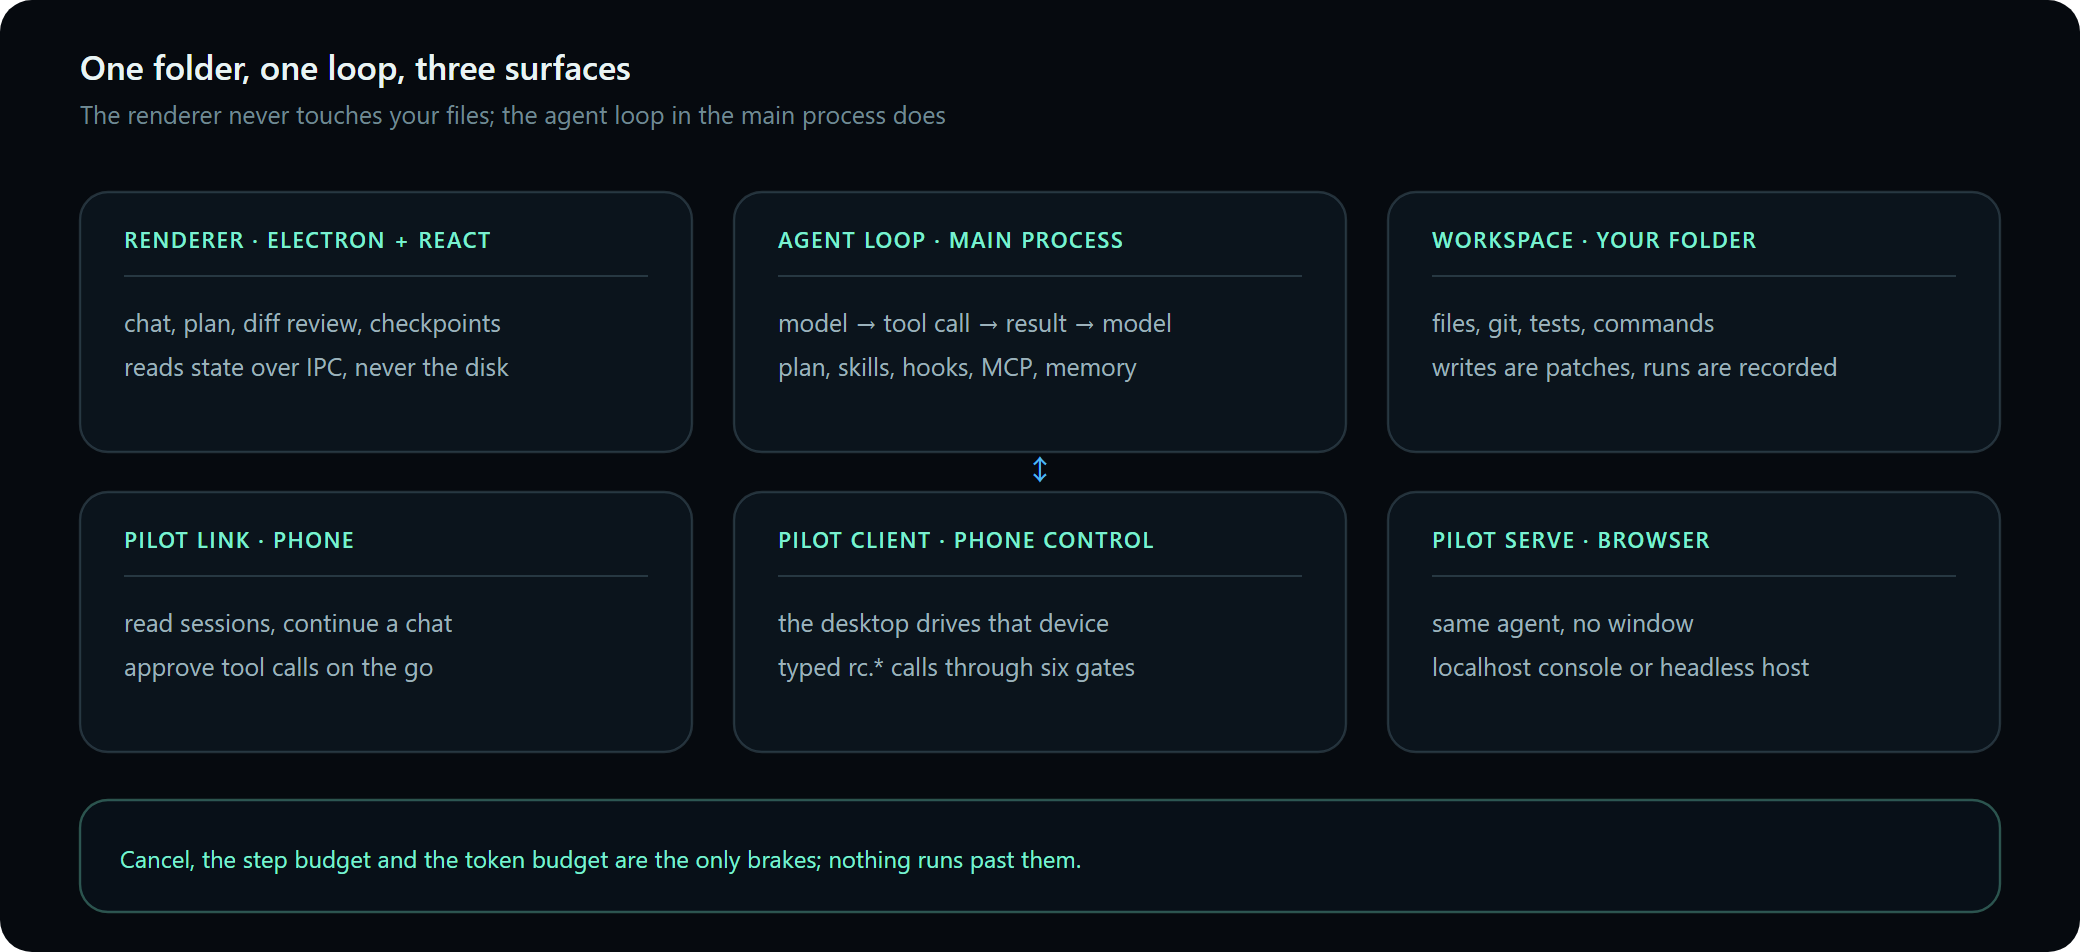 One folder, one loop, three surfaces
The renderer never touches your files; the agent loop in the main process does
RENDERER · ELECTRON + REACT
chat, plan, diff review, checkpoints
reads state over IPC, never the disk
AGENT LOOP · MAIN PROCESS
model → tool call → result → model
plan, skills, hooks, MCP, memory
WORKSPACE · YOUR FOLDER
files, git, tests, commands
writes are patches, runs are recorded
↕
PILOT LINK · PHONE
read sessions, continue a chat
approve tool calls on the go
PILOT CLIENT · PHONE CONTROL
the desktop drives that device
typed rc.* calls through six gates
PILOT SERVE · BROWSER
same agent, no window
localhost console or headless host
Cancel, the step budget and the token budget are the only brakes; nothing runs past them.